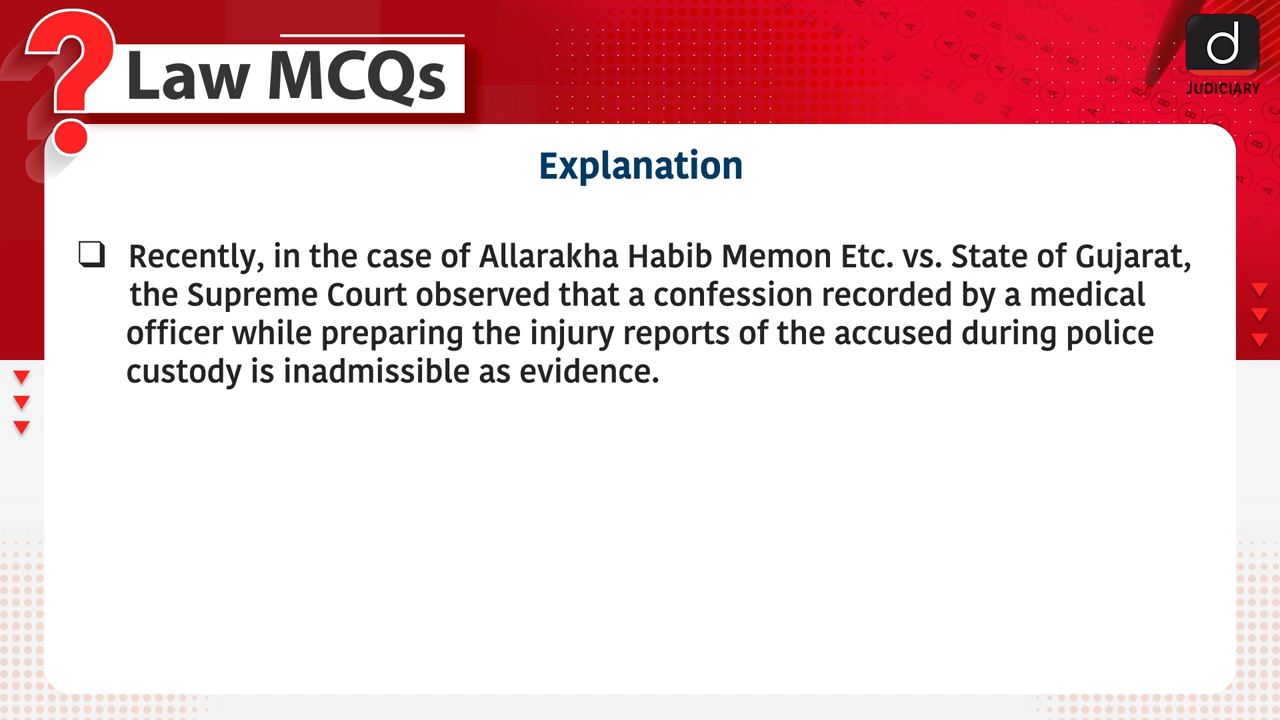 Law MCQs
d
JUDICIARY
Explanation
❑ Recently, in the case of Allarakha Habib Memon Etc. vs. State of Gujarat,
the Supreme Court observed that a confession recorded by a medical
officer while preparing the injury reports of the accused during police
custody is inadmissible as evidence.